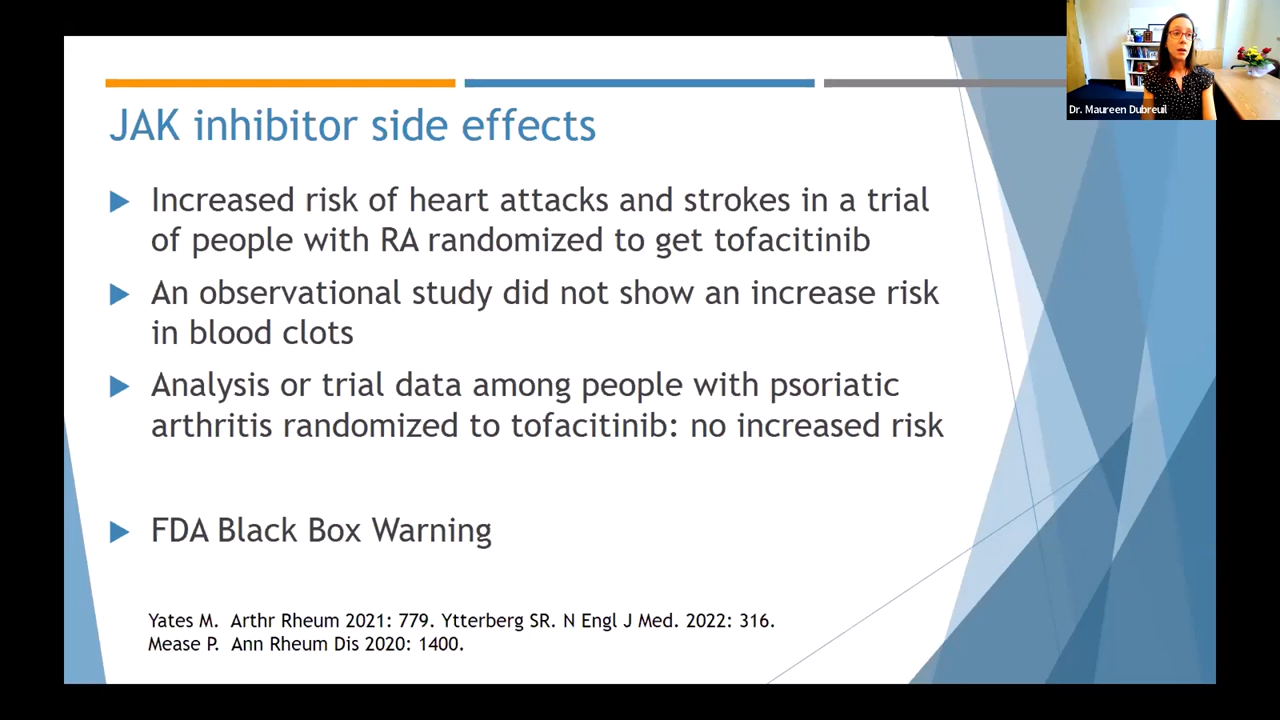 Dr. Maureen Dubreuil
JAK inhibitor side effects
Increased risk of heart attacks and strokes in a trial
of people with RA randomized to get tofacitinib
An observational study did not show an increase risk
in blood clots
Analysis or trial data among people with psoriatic
arthritis randomized to tofacitinib: no increased risk
FDA Black Box Warning
Yates M. Arthr Rheum 2021: 779. Ytterberg SR. N Engl J Med. 2022: 316.
Mease P. Ann Rheum Dis 2020: 1400.